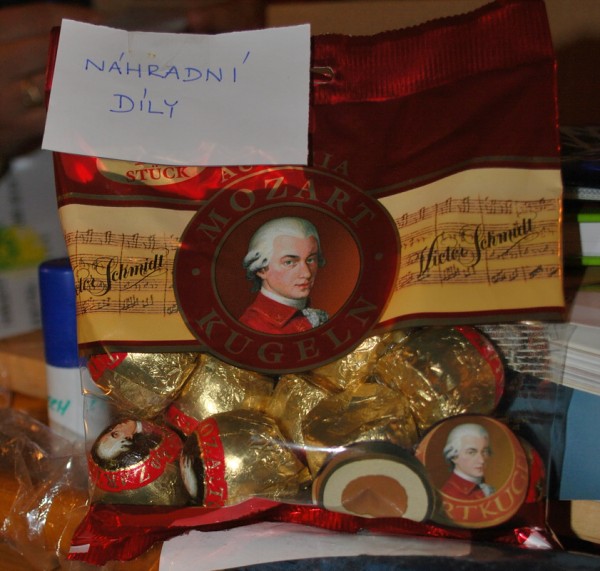 NÁHRADNÍ
DÍLY
STÜCK
MOZART
KUGELN
Victor Schmidt
Victor Schmidt